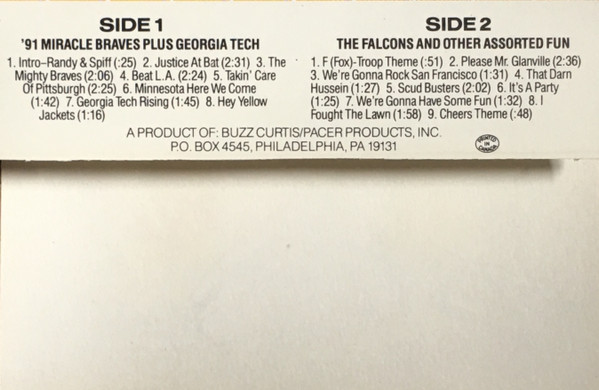 SIDE 1
'91 MIRACLE BRAVES PLUS GEORGIA TECH
1. Intro–Randy & Spiff (:25) 2. Justice At Bat (2:31) 3. The
Mighty Braves (2:06) 4. Beat L.A. (2:24) 5. Takin' Care
Of Pittsburgh (2:25) 6. Minnesota Here We Come
(1:42) 7. Georgia Tech Rising (1:45) 8. Hey Yellow
Jackets (1:16)
SIDE 2
THE FALCONS AND OTHER ASSORTED FUN
1. F (Fox)-Troop Theme (:51) 2. Please Mr. Glanville (2:36)
3. We're Gonna Rock San Francisco (1:31) 4. That Darn
Hussein (1:27) 5. Scud Busters (2:02) 6. It's A Party
(1:25) 7. We're Gonna Have Some Fun (1:32) 8. I
Fought The Lawn (1:58) 9. Cheers Theme (:48)
A PRODUCT OF: BUZZ CURTIS/PACER PRODUCTS, INC.
P.O. BOX 4545, PHILADELPHIA, PA 19131
PRINTED
IN
CANADA